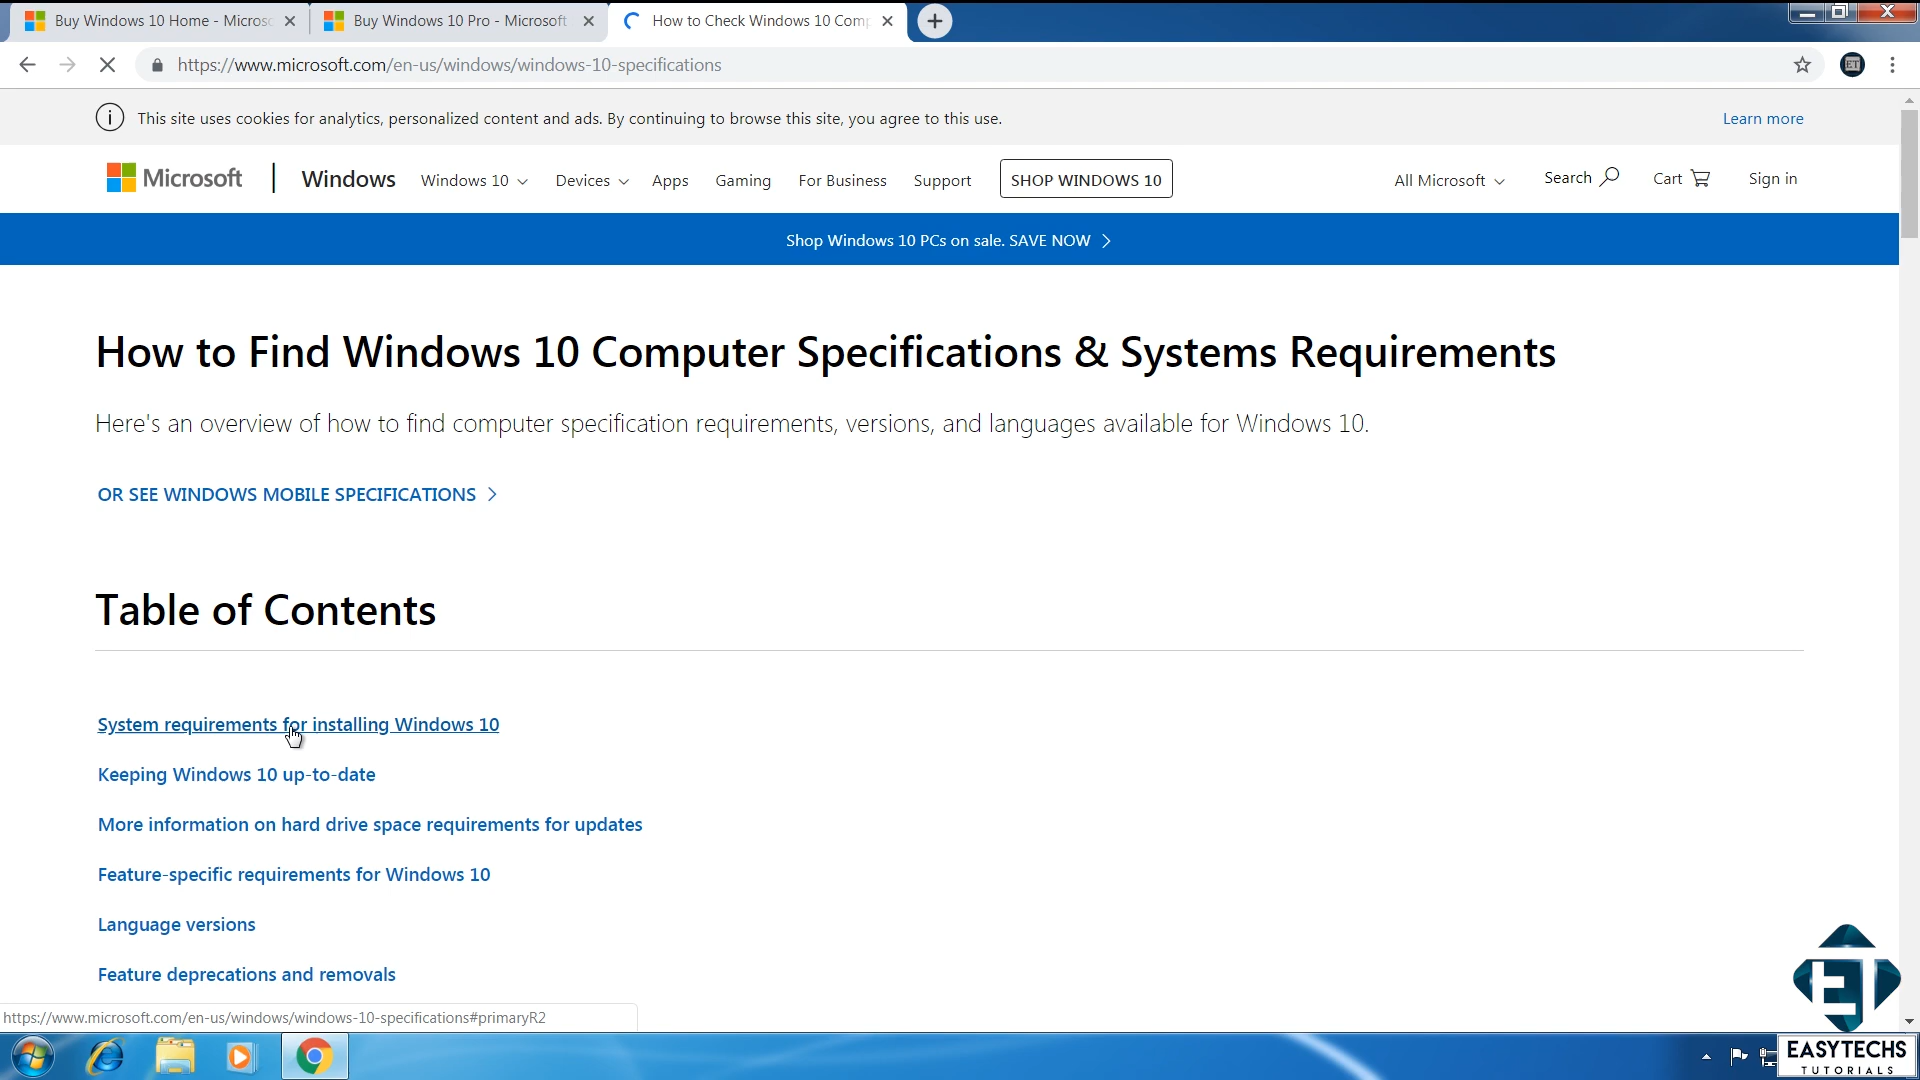 Buy Windows 10 Home - Micros
Buy Windows 10 Pro - Microsoft
How to Check Windows 10 Comp
https://www.microsoft.com/en-us/windows/windows-10-specifications
ET
This site uses cookies for analytics, personalized content and ads. By continuing to browse this site, you agree to this use.
Learn more
Microsoft
Windows
Windows 10
Devices
Apps
Gaming
For Business
Support
SHOP WINDOWS 10
All Microsoft
Search
Cart
Sign in
Shop Windows 10 PCs on sale. SAVE NOW
How to Find Windows 10 Computer Specifications & Systems Requirements
Here's an overview of how to find computer specification requirements, versions, and languages available for Windows 10.
OR SEE WINDOWS MOBILE SPECIFICATIONS
Table of Contents
System requirements for installing Windows 10
Keeping Windows 10 up-to-date
More information on hard drive space requirements for updates
Feature-specific requirements for Windows 10
Language versions
Feature deprecations and removals
https://www.microsoft.com/en-us/windows/windows-10-specifications#primaryR2
ET
EASYTECHS
TUTORIALS